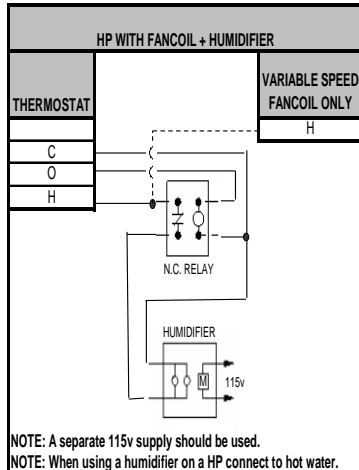 HP WITH FANCOIL + HUMIDIFIER
THERMOSTAT
VARIABLE SPEED
FANCOIL ONLY
H
C
O
H
N.C. RELAY
HUMIDIFIER
M
115v
NOTE: A separate 115v supply should be used.
NOTE: When using a humidifier on a HP connect to hot water.